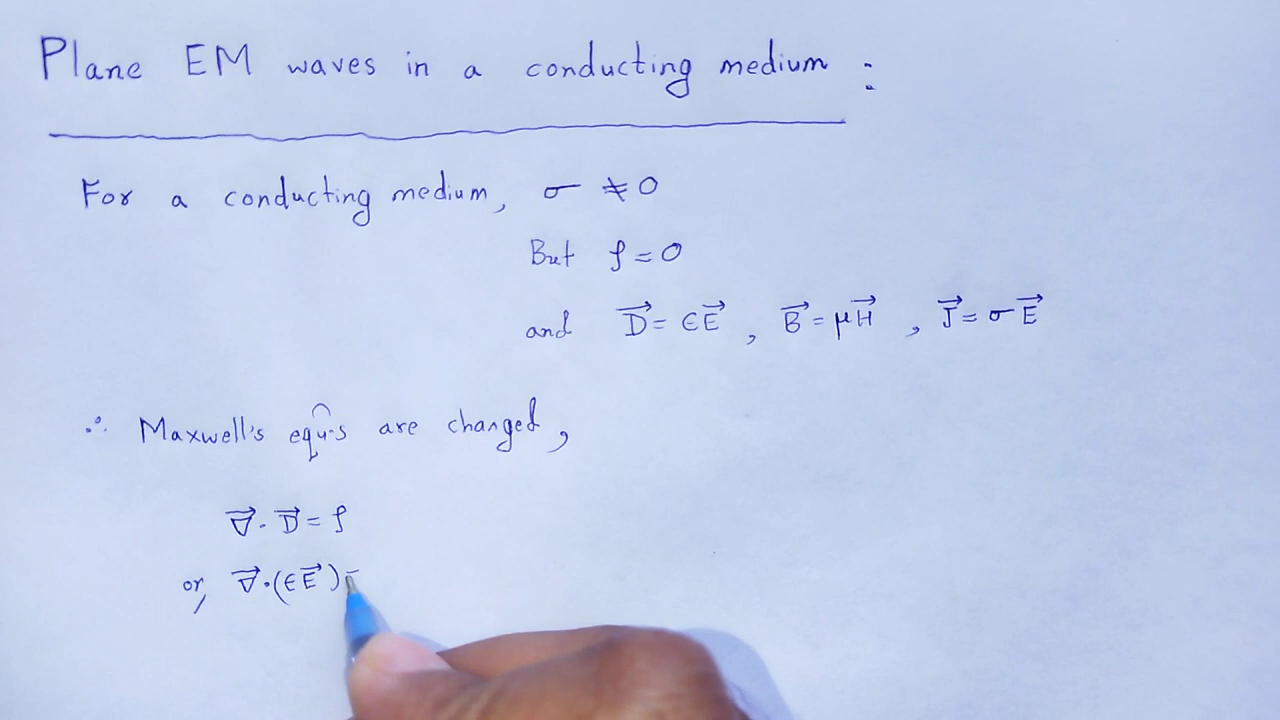 Plane EM waves in a conducting medium :
For a conducting medium, σ ≠ 0
But ρ = 0
and D⃗ = ϵE⃗ , B⃗ = μH⃗ , J⃗ = σE⃗
∴ Maxwell's equ͡.s are changed,
∇⃗ . D⃗ = ρ
or, ∇⃗ . (ϵE⃗) =